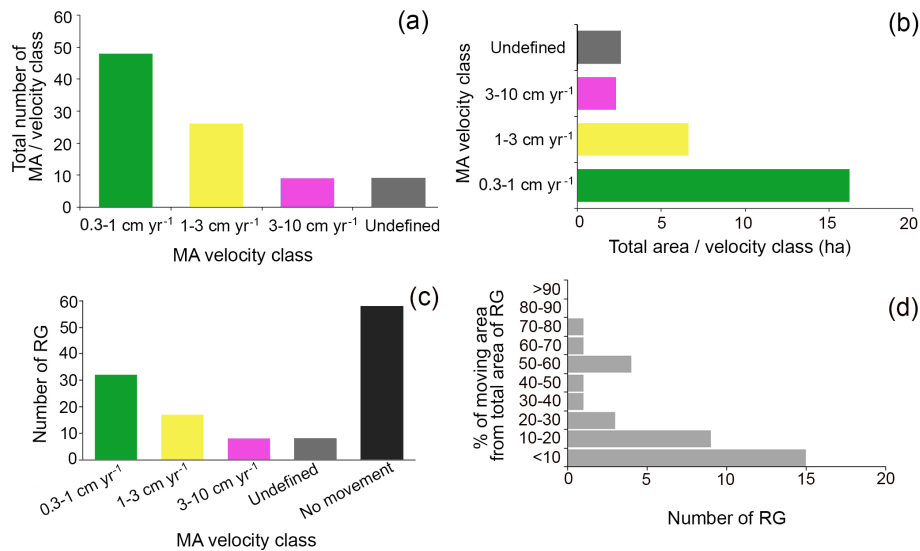 (a)
Total number of
MA / velocity class
60
50
40
30
20
10
0
0.3-1 cm yr⁻¹ 1-3 cm yr⁻¹ 3-10 cm yr⁻¹ Undefined
MA velocity class
(b)
MA velocity class
Undefined
3-10 cm yr⁻¹
1-3 cm yr⁻¹
0.3-1 cm yr⁻¹
0 5 10 15 20
Total area / velocity class (ha)
(c)
Number of RG
60
50
40
30
20
10
0
0.3-1 cm yr⁻¹ 1-3 cm yr⁻¹ 3-10 cm yr⁻¹ Undefined No movement
MA velocity class
(d)
% of moving area
from total area of RG
>90
80-90
70-80
60-70
50-60
40-50
30-40
20-30
10-20
<10
0 5 10 15 20
Number of RG